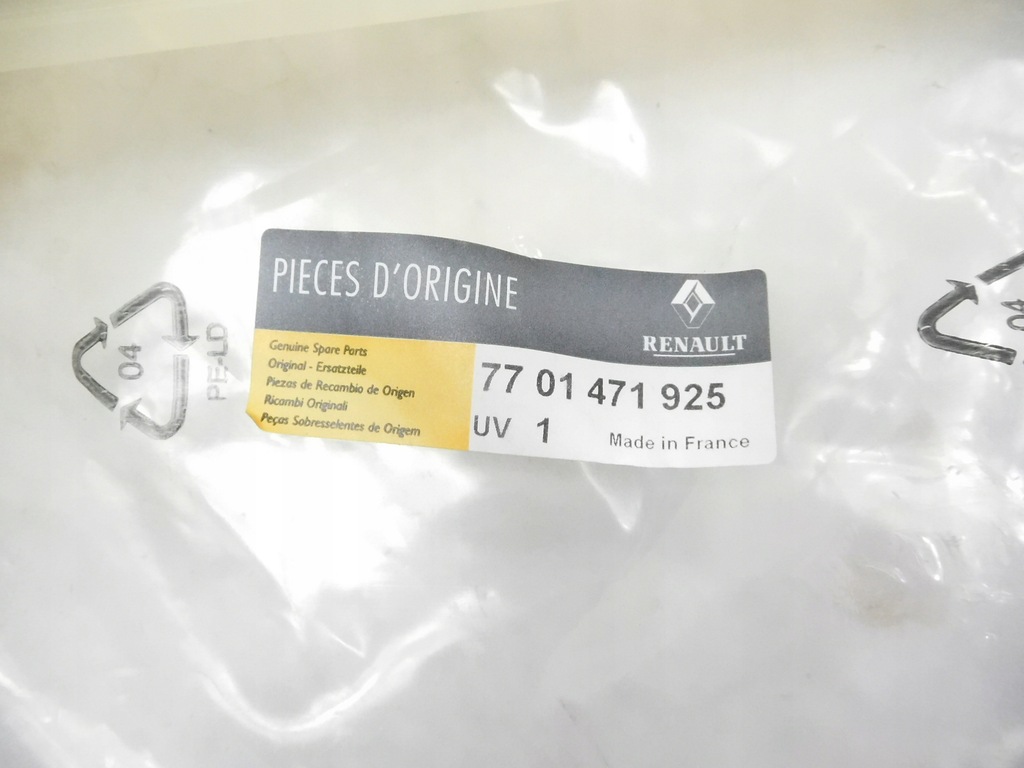 PIECES D'ORIGINE
RENAULT
Genuine Spare Parts
Original - Ersatzteile
Piezas de Recambio de Origen
Ricambi Originali
Peças Sobresselentes de Origem
77 01 471 925
UV 1
Made in France
04
PE-LD
04